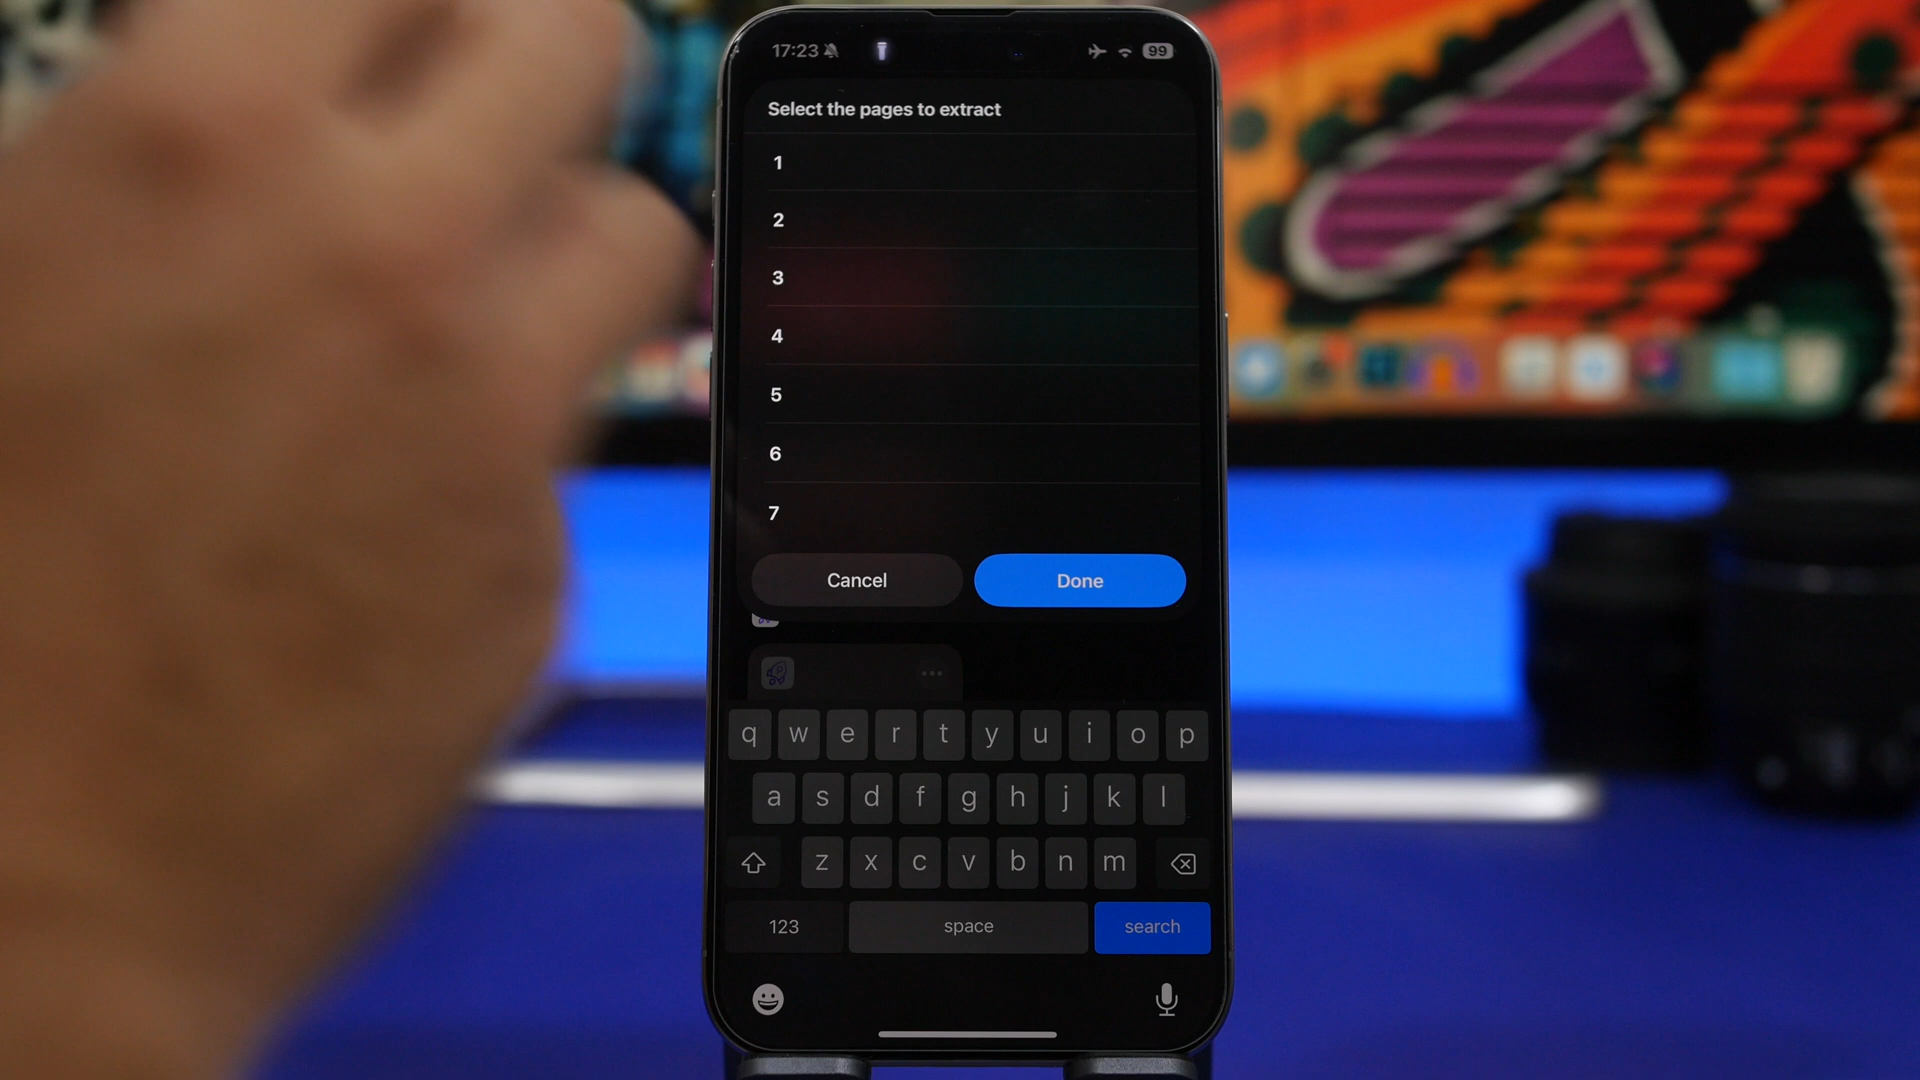 17:23 99
Select the pages to extract
1
2
3
4
5
6
7
Cancel Done
q w e r t y u i o p
a s d f g h j k l
z x c v b n m
123 space search